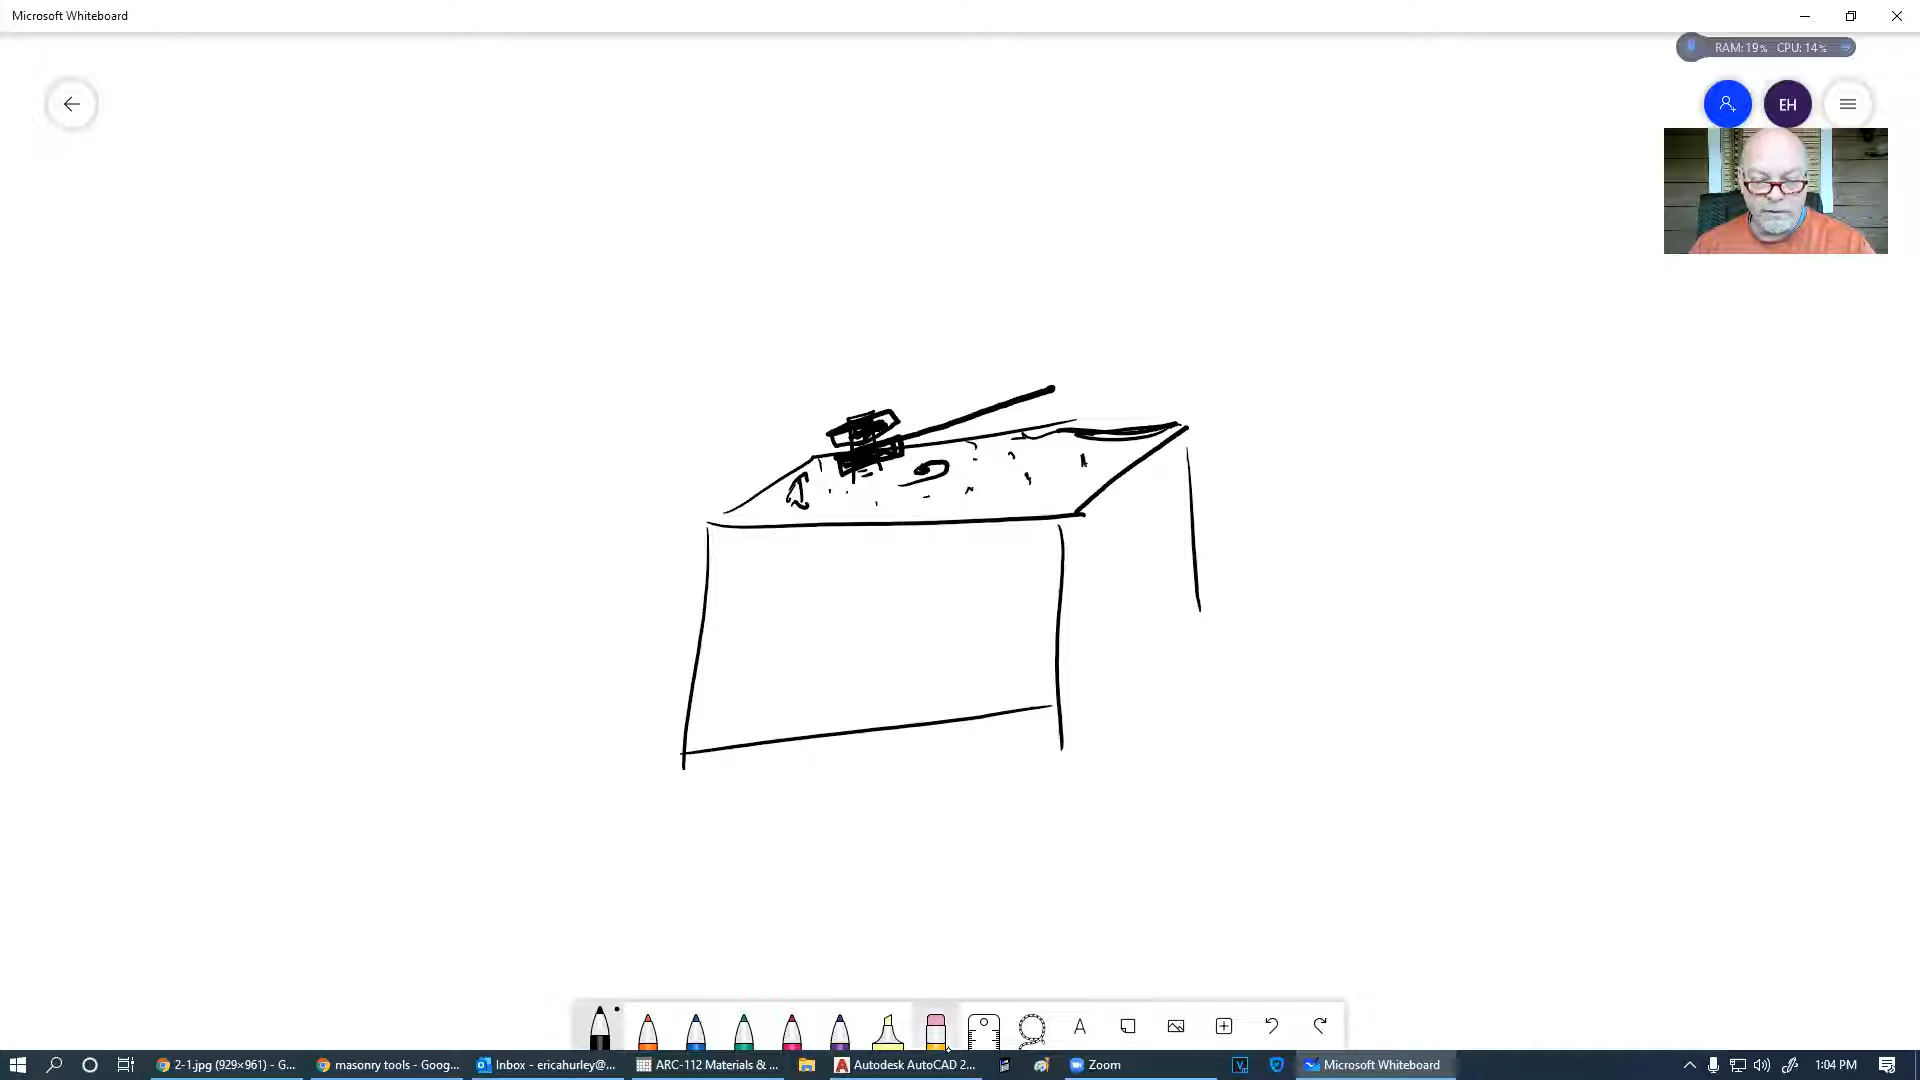 Microsoft Whiteboard
RAM: 19% CPU: 14%
EH
A
2-1.jpg (929×961) - G...
masonry tools - Goog...
Inbox - ericahurley@...
ARC-112 Materials & ...
Autodesk AutoCAD 2...
Zoom
Microsoft Whiteboard
1:04 PM